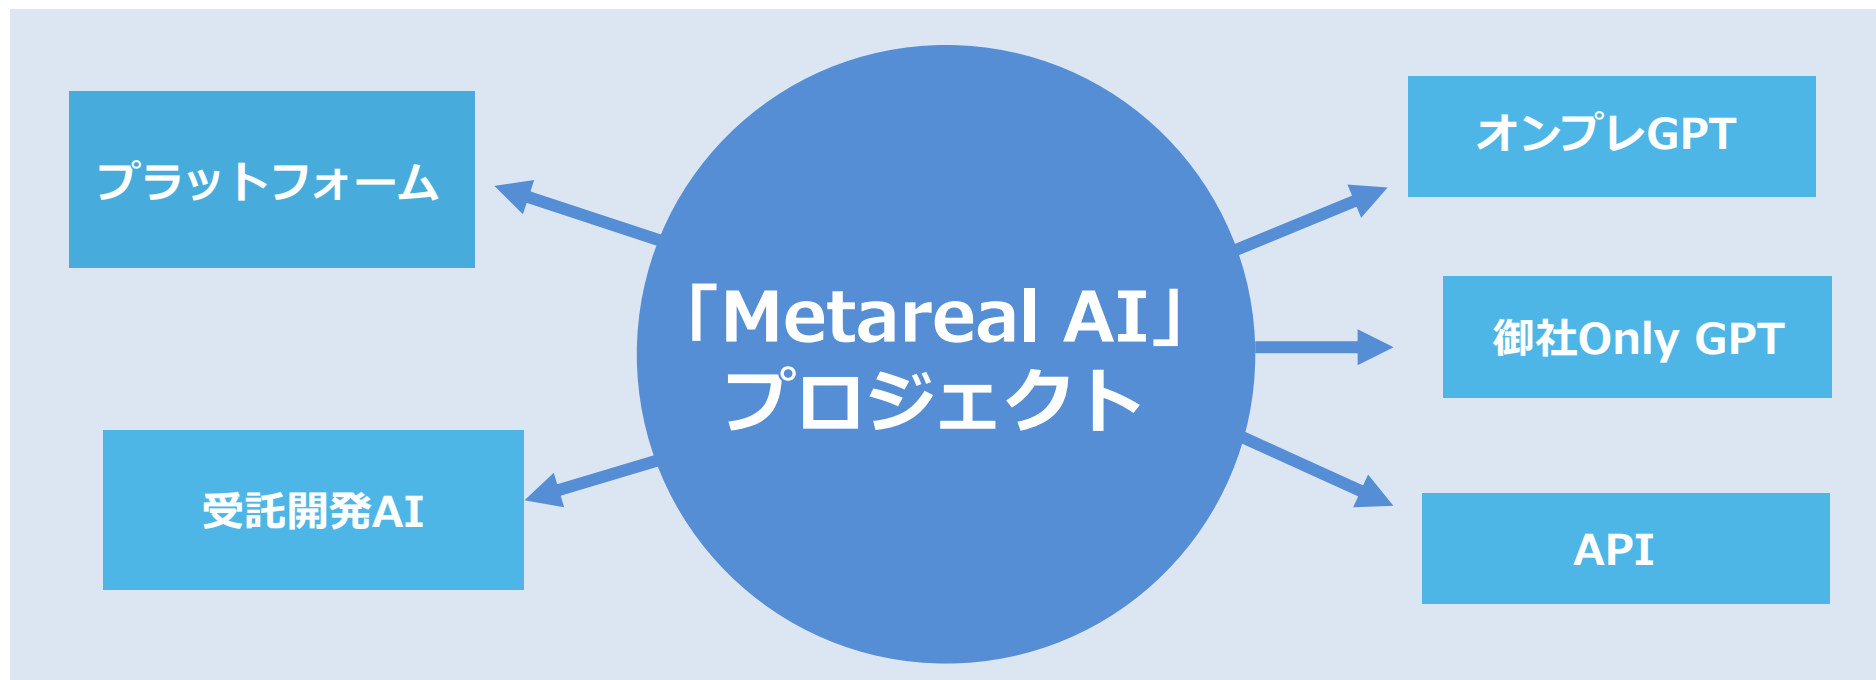 プラットフォーム
受託開発AI
「Metareal AI」
プロジェクト
オンプレGPT
御社Only GPT
API